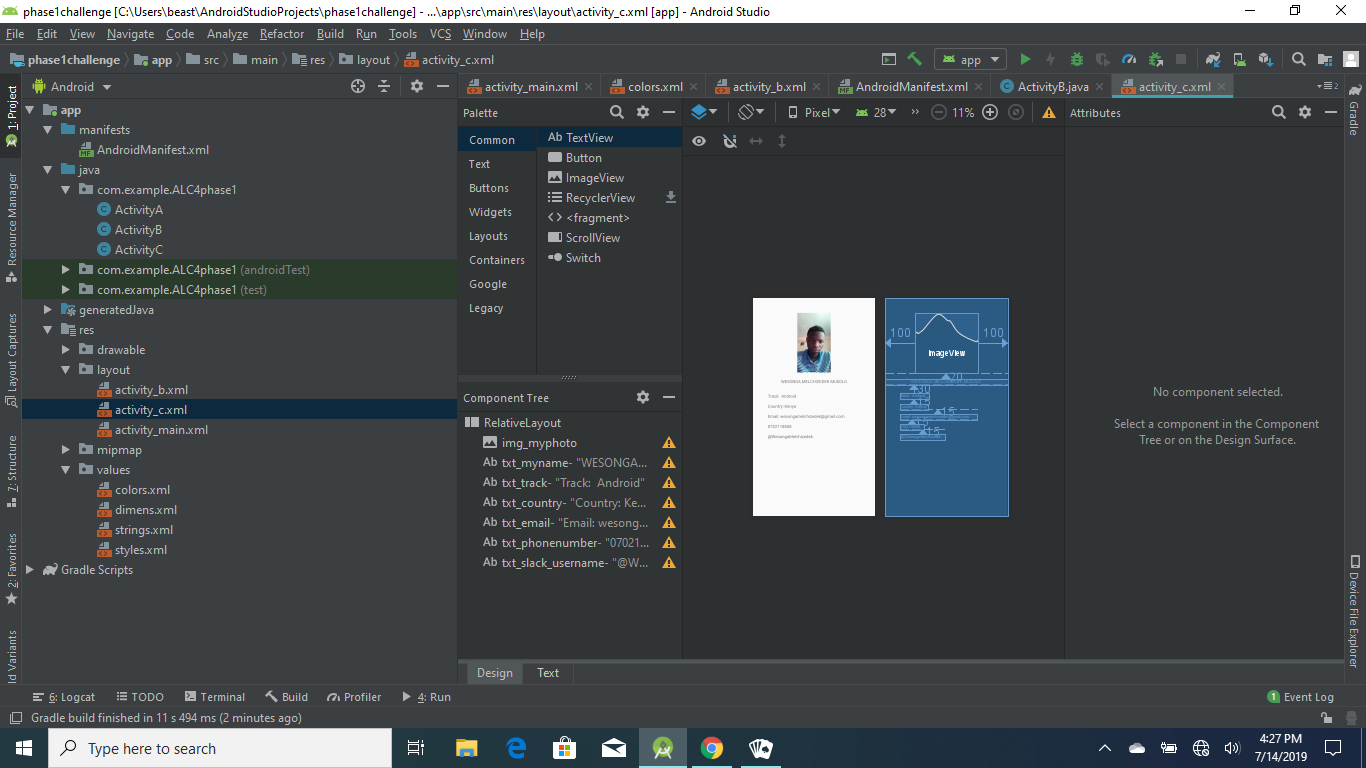 phase1challenge [C:\Users\beast\AndroidStudioProjects\phase1challenge] - ...\app\src\main\res\layout\activity_c.xml [app] - Android Studio
File Edit View Navigate Code Analyze Refactor Build Run Tools VCS Window Help
phase1challenge app src main res layout activity_c.xml
app
Android
activity_main.xml colors.xml activity_b.xml AndroidManifest.xml ActivityB.java activity_c.xml
2
1: Project
Resource Manager
Layout Captures
7: Structure
2: Favorites
ld Variants
app
manifests
AndroidManifest.xml
java
com.example.ALC4phase1
ActivityA
ActivityB
ActivityC
com.example.ALC4phase1 (androidTest)
com.example.ALC4phase1 (test)
generatedJava
res
drawable
layout
activity_b.xml
activity_c.xml
activity_main.xml
mipmap
values
colors.xml
dimens.xml
strings.xml
styles.xml
Gradle Scripts
Palette
Common
Text
Buttons
Widgets
Layouts
Containers
Google
Legacy
Ab TextView
Button
ImageView
RecyclerView
<fragment>
ScrollView
Switch
Component Tree
RelativeLayout
img_myphoto
Ab txt_myname- "WESONGA...
Ab txt_track- "Track: Android"
Ab txt_country- "Country: Ke...
Ab txt_email- "Email: wesong...
Ab txt_phonenumber- "07021...
Ab txt_slack_username- "@W...
Pixel 28 11%
WESONGA MELCHIZEDEK MUSOLO
Track: Android
Country: Kenya
Email: wesongamelchizedek@gmail.com
@WesongaMelchizedek
100 100
ImageView
20
15
15
Attributes
No component selected.
Select a component in the Component
Tree or on the Design Surface.
Gradle
Device File Explorer
Design Text
6: Logcat TODO Terminal Build Profiler 4: Run
1 Event Log
Gradle build finished in 11 s 494 ms (2 minutes ago)
Type here to search
4:27 PM
7/14/2019